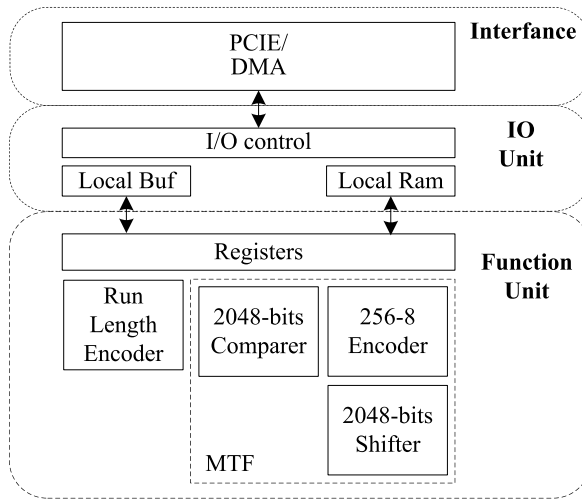 PCIE/
DMA
Interfance
I/O control
IO
Unit
Local Buf
Local Ram
Registers
Function
Unit
Run
Length
Encoder
2048-bits
Comparer
256-8
Encoder
2048-bits
Shifter
MTF